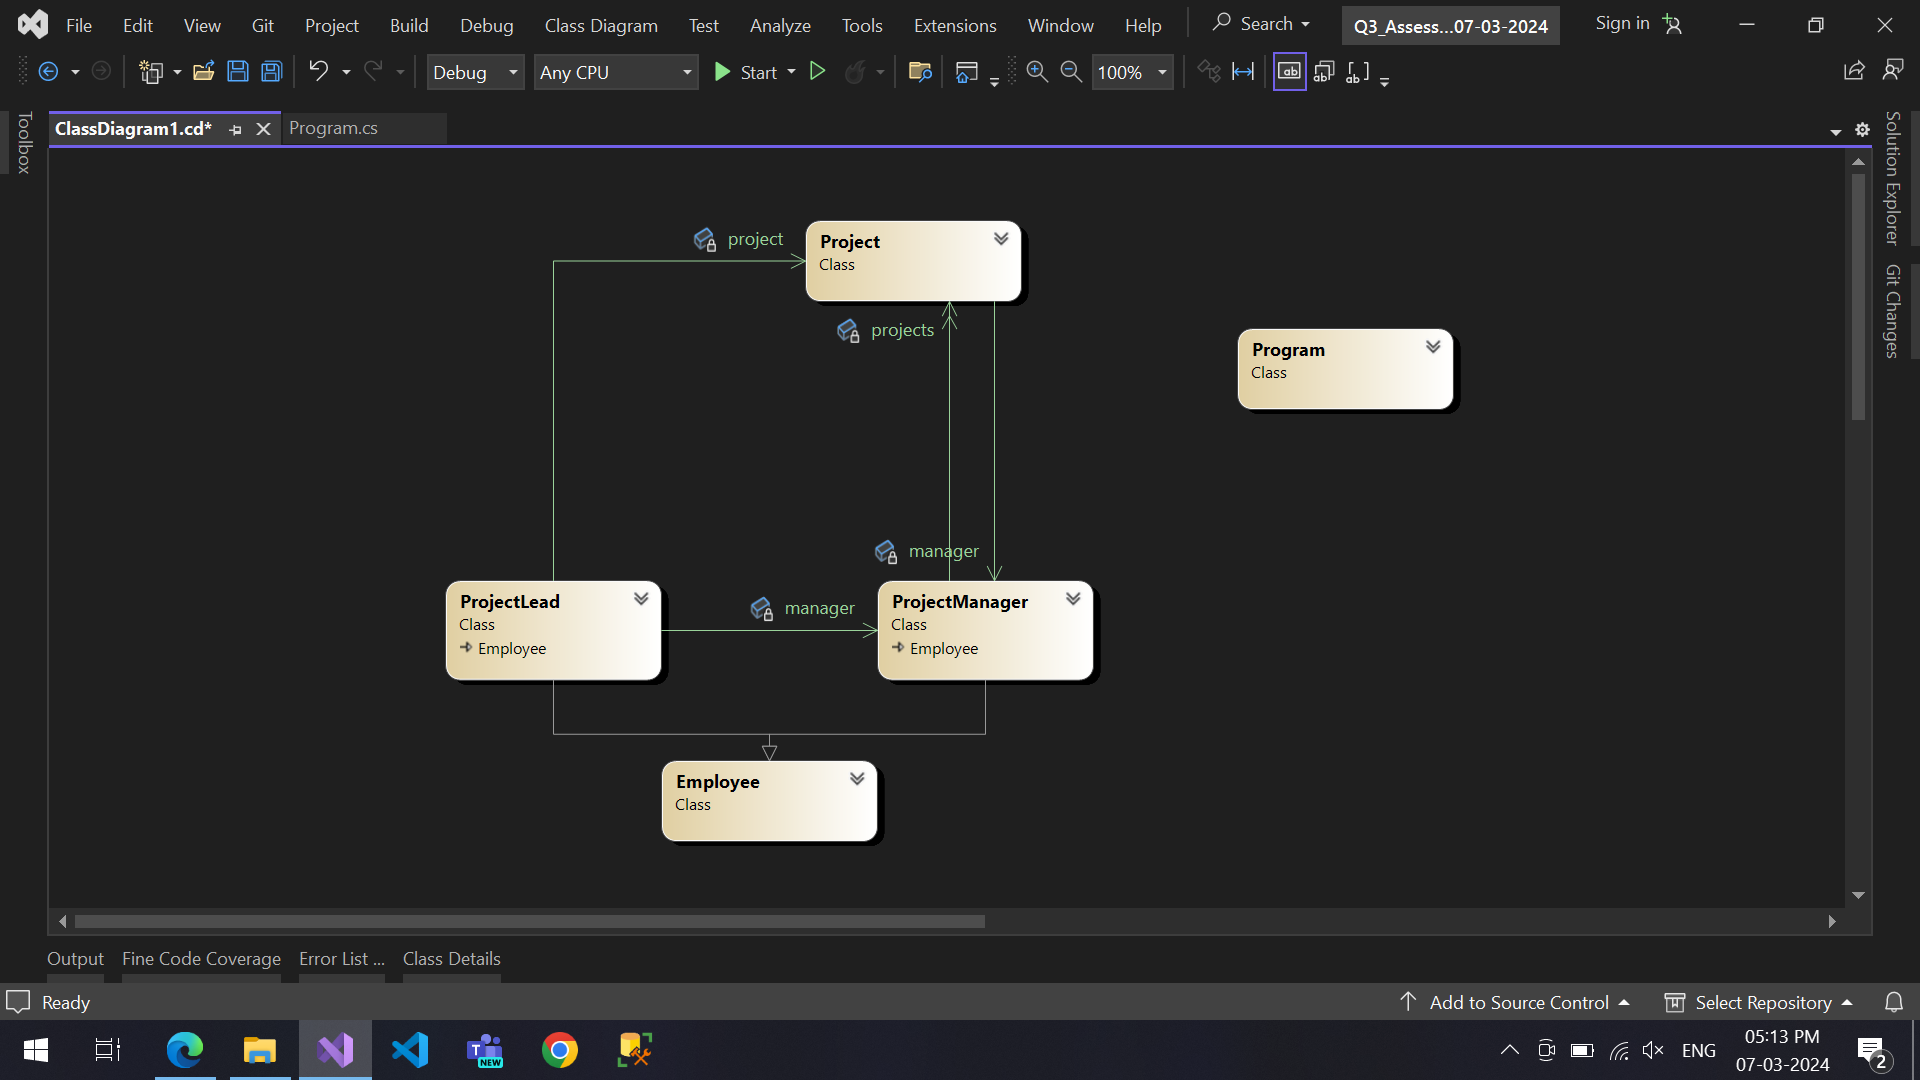 File Edit View Git Project Build Debug Class Diagram Test Analyze Tools Extensions Window Help Search Q3_Assess...07-03-2024 Sign in
Debug Any CPU Start 100%
Toolbox
ClassDiagram1.cd* Program.cs
Solution Explorer
Git Changes
project
Project
Class
projects
Program
Class
manager
ProjectLead
Class
Employee
manager
ProjectManager
Class
Employee
Employee
Class
Output Fine Code Coverage Error List ... Class Details
Ready Add to Source Control Select Repository
NEW
ENG
05:13 PM
07-03-2024
2